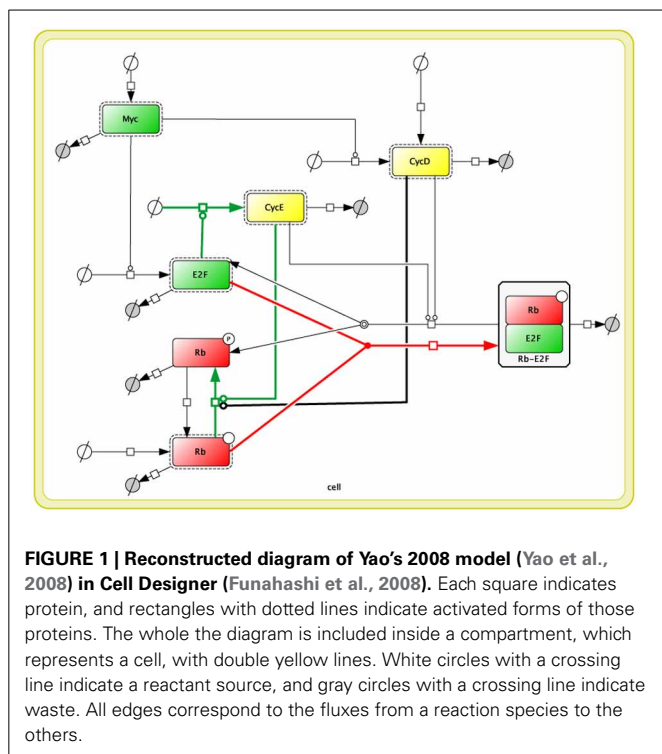 Myc
CycD
CycE
E2F
Rb
E2F
Rb-E2F
Rb
P
Rb
cell
FIGURE 1 | Reconstructed diagram of Yao's 2008 model (Yao et al.,
2008) in Cell Designer (Funahashi et al., 2008). Each square indicates
protein, and rectangles with dotted lines indicate activated forms of those
proteins. The whole the diagram is included inside a compartment, which
represents a cell, with double yellow lines. White circles with a crossing
line indicate a reactant source, and gray circles with a crossing line indicate
waste. All edges correspond to the fluxes from a reaction species to the
others.